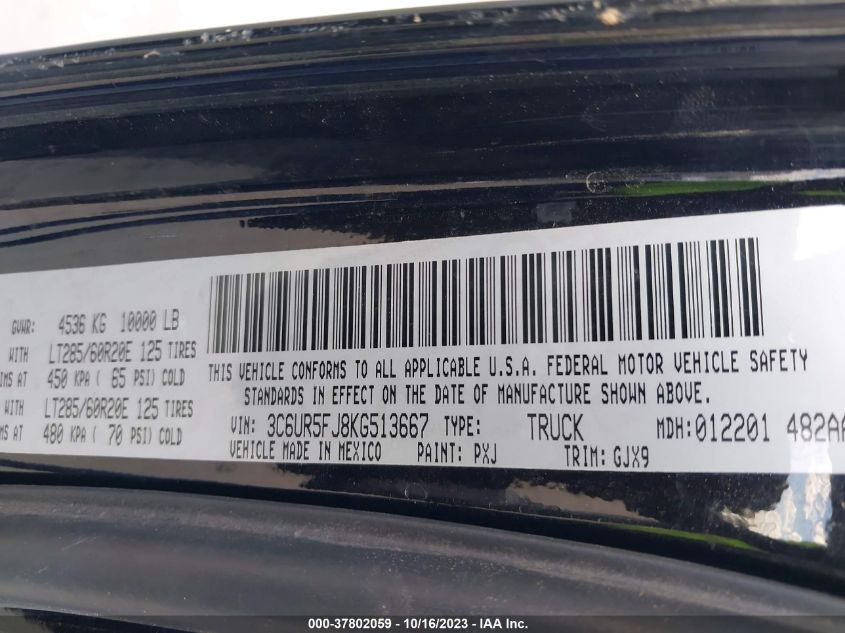 GVWR: 4536 KG 10000 LB
WITH LT285/60R20E 125 TIRES
IMS AT 450 KPA ( 65 PSI) COLD
WITH LT285/60R20E 125 TIRES
MS AT 480 KPA ( 70 PSI) COLD
THIS VEHICLE CONFORMS TO ALL APPLICABLE U.S.A. FEDERAL MOTOR VEHICLE SAFETY
STANDARDS IN EFFECT ON THE DATE OF MANUFACTURE SHOWN ABOVE.
VIN: 3C6UR5FJ8KG513667 TYPE: TRUCK MDH:012201 482AA
VEHICLE MADE IN MEXICO PAINT: PXJ TRIM: GJX9
000-37802059 - 10/16/2023 - IAA Inc.